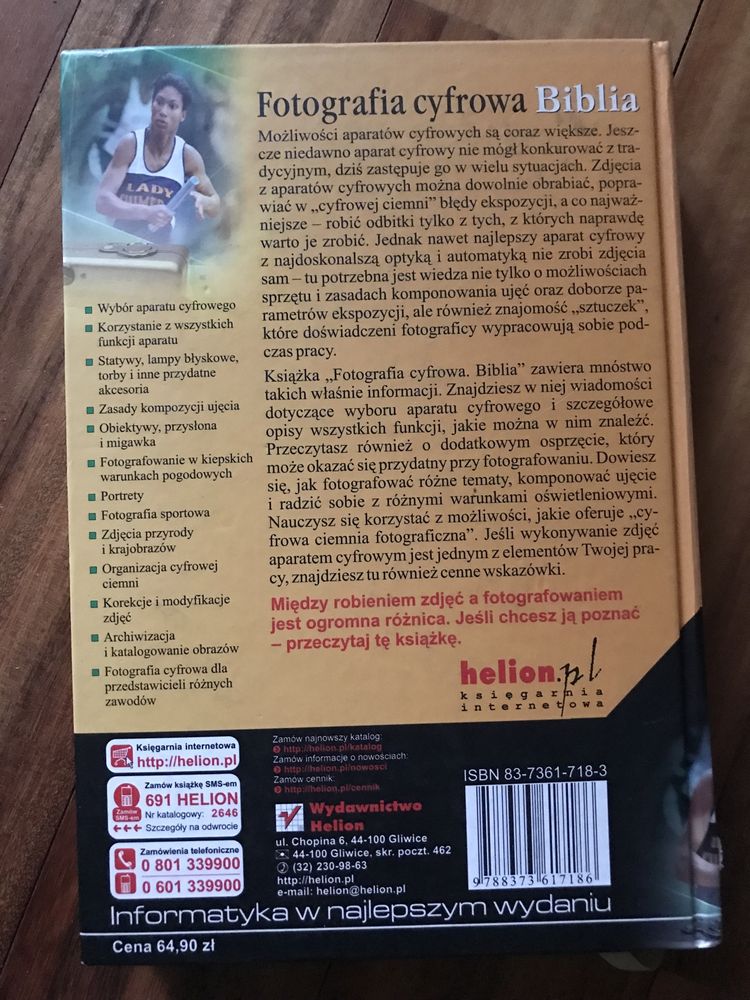 LADY
Fotografia cyfrowa Biblia
Możliwości aparatów cyfrowych są coraz większe. Jesz-
cze niedawno aparat cyfrowy nie mógł konkurować z tra-
dycyjnym, dziś zastępuje go w wielu sytuacjach. Zdjęcia
z aparatów cyfrowych można dowolnie obrabiać, popra-
wiać w „cyfrowej ciemni” błędy ekspozycji, a co najważ-
niejsze – robić odbitki tylko z tych, z których naprawdę
warto je zrobić. Jednak nawet najlepszy aparat cyfrowy
z najdoskonalszą optyką i automatyką nie zrobi zdjęcia
sam – tu potrzebna jest wiedza nie tylko o możliwościach
sprzętu i zasadach komponowania ujęć oraz doborze pa-
rametrów ekspozycji, ale również znajomość „sztuczek”,
które doświadczeni fotograficy wypracowują sobie pod-
czas pracy.
Książka „Fotografia cyfrowa. Biblia” zawiera mnóstwo
takich właśnie informacji. Znajdziesz w niej wiadomości
dotyczące wyboru aparatu cyfrowego i szczegółowe
opisy wszystkich funkcji, jakie można w nim znaleźć.
Przeczytasz również o dodatkowym osprzęcie, który
może okazać się przydatny przy fotografowaniu. Dowiesz
się, jak fotografować różne tematy, komponować ujęcie
i radzić sobie z różnymi warunkami oświetleniowymi.
Nauczysz się korzystać z możliwości, jakie oferuje „cy-
frowa ciemnia fotograficzna”. Jeśli wykonywanie zdjęć
aparatem cyfrowym jest jednym z elementów Twojej pra-
cy, znajdziesz tu również cenne wskazówki.
Między robieniem zdjęć a fotografowaniem
jest ogromna różnica. Jeśli chcesz ją poznać
– przeczytaj tę książkę.
Wybór aparatu cyfrowego
Korzystanie z wszystkich
funkcji aparatu
Statywy, lampy błyskowe,
torby i inne przydatne
akcesoria
Zasady kompozycji ujęcia
Obiektywy, przysłona
i migawka
Fotografowanie w kiepskich
warunkach pogodowych
Portrety
Fotografia sportowa
Zdjęcia przyrody
i krajobrazów
Organizacja cyfrowej
ciemni
Korekcje i modyfikacje
zdjęć
Archiwizacja
i katalogowanie obrazów
Fotografia cyfrowa dla
przedstawicieli różnych
zawodów
helion.pl
księgarnia
internetowa
Księgarnia internetowa
http://helion.pl
Zamów książkę SMS-em
691 HELION
Nr katalogowy: 2646
Zamów
SMS-em
Szczegóły na odwrocie
Zamówienia telefoniczne
0 801 339900
0 601 339900
Zamów najnowszy katalog:
http://helion.pl/katalog
Zamów informacje o nowościach:
http://helion.pl/nowosci
Zamów cennik:
http://helion.pl/cennik
Wydawnictwo
Helion
ul. Chopina 6, 44-100 Gliwice
44-100 Gliwice, skr. poczt. 462
(32) 230-98-63
http://helion.pl
e-mail: helion@helion.pl
ISBN 83-7361-718-3
9 788373 617186
Informatyka w najlepszym wydaniu
Cena 64,90 zł